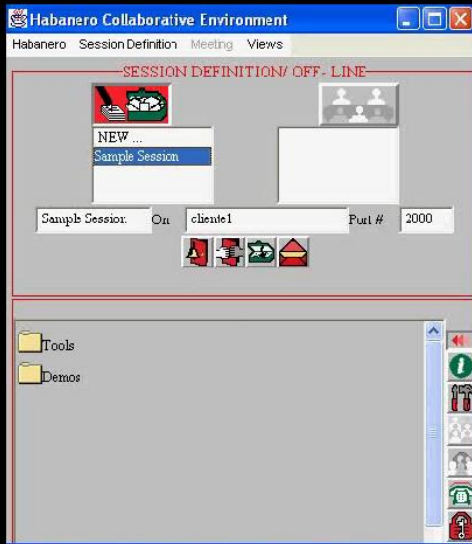 Habanero Collaborative Environment
Habanero Session Definition Meeting Views
SESSION DEFINITION/ OFF- LINE
NEW ...
Sample Session
Sample Session On cliente1 Port # 2000
Tools
Demos